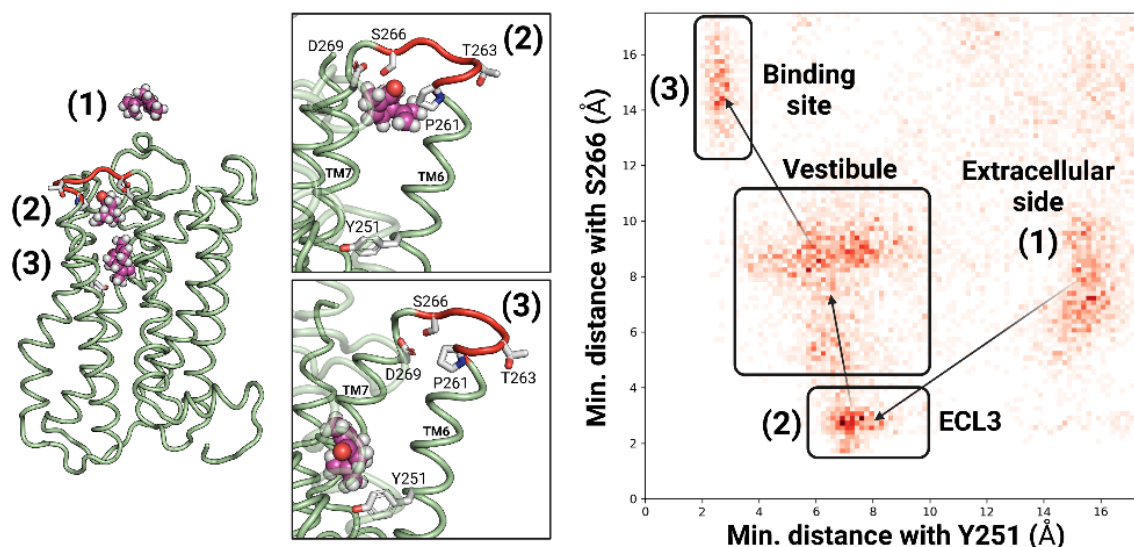 (1)
(2)
(3)
(2)
D269
S266
T263
P261
TM7
TM6
Y251
(3)
S266
D269
P261
T263
TM7
TM6
Y251
Min. distance with S266 (Å)
16
14
12
10
8
6
4
2
0
(3)
Binding
site
Vestibule
Extracellular
side
(1)
(2)
ECL3
0
2
4
6
8
10
12
14
16
Min. distance with Y251 (Å)